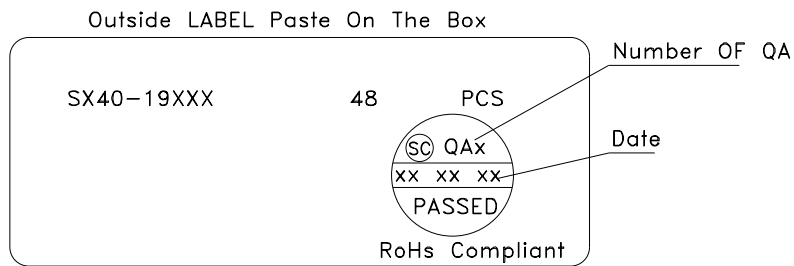 Outside LABEL Paste On The Box
Number OF QA
SX40-19XXX 48 PCS
SC QAx
Date
xx xx xx
PASSED
RoHs Compliant